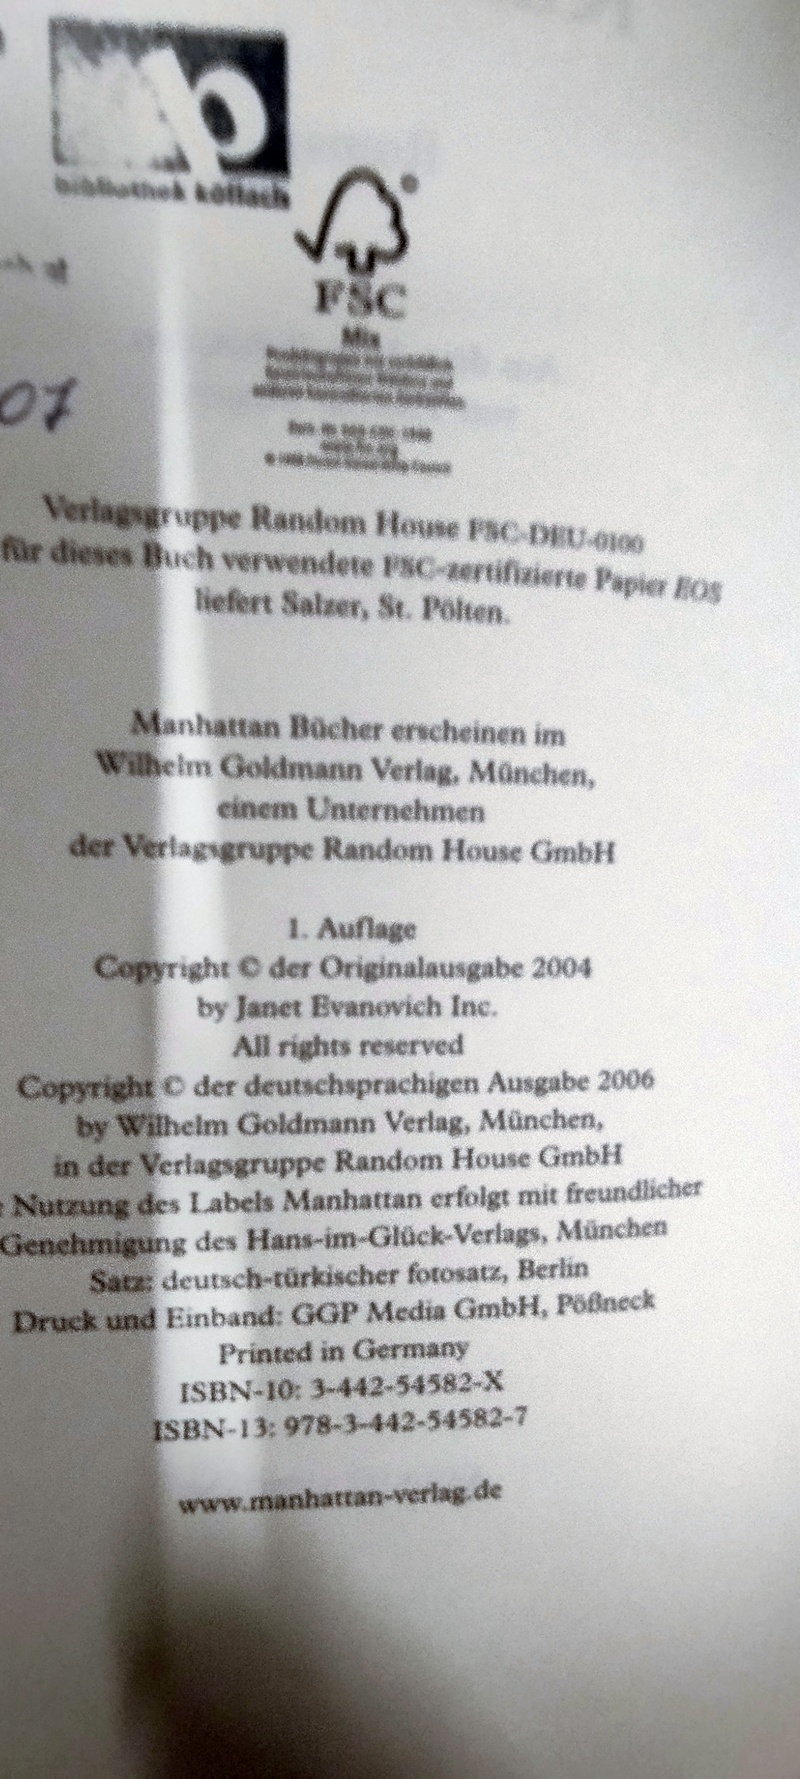 bibliothek köflach
07
FSC
Mix
Verlagsgruppe Random House FSC-DEU-0100
für dieses Buch verwendete FSC-zertifizierte Papier EOS
liefert Salzer, St. Pölten.
Manhattan Bücher erscheinen im
Wilhelm Goldmann Verlag, München,
einem Unternehmen
der Verlagsgruppe Random House GmbH
1. Auflage
Copyright © der Originalausgabe 2004
by Janet Evanovich Inc.
All rights reserved
Copyright © der deutschsprachigen Ausgabe 2006
by Wilhelm Goldmann Verlag, München,
in der Verlagsgruppe Random House GmbH
Nutzung des Labels Manhattan erfolgt mit freundlicher
Genehmigung des Hans-im-Glück-Verlags, München
Satz: deutsch-türkischer fotosatz, Berlin
Druck und Einband: GGP Media GmbH, Pößneck
Printed in Germany
ISBN-10: 3-442-54582-X
ISBN-13: 978-3-442-54582-7
www.manhattan-verlag.de